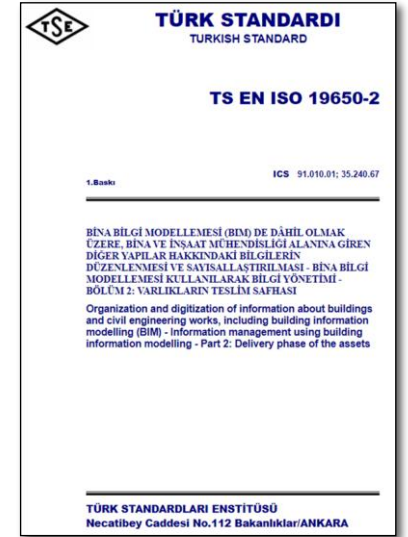 TSE
TÜRK STANDARDI
TURKISH STANDARD
TS EN ISO 19650-2
ICS 91.010.01; 35.240.67
1.Baskı
BİNA BİLGİ MODELLEMESİ (BIM) DE DÂHİL OLMAK
ÜZERE, BİNA VE İNŞAAT MÜHENDİSLİĞİ ALANINA GİREN
DİĞER YAPILAR HAKKINDAKİ BİLGİLERİN
DÜZENLENMESİ VE SAYISALLAŞTIRILMASI - BİNA BİLGİ
MODELLEMESİ KULLANILARAK BİLGİ YÖNETİMİ -
BÖLÜM 2: VARLIKLARIN TESLİM SAFHASI
Organization and digitization of information about buildings
and civil engineering works, including building information
modelling (BIM) - Information management using building
information modelling - Part 2: Delivery phase of the assets
TÜRK STANDARDLARI ENSTİTÜSÜ
Necatibey Caddesi No.112 Bakanlıklar/ANKARA